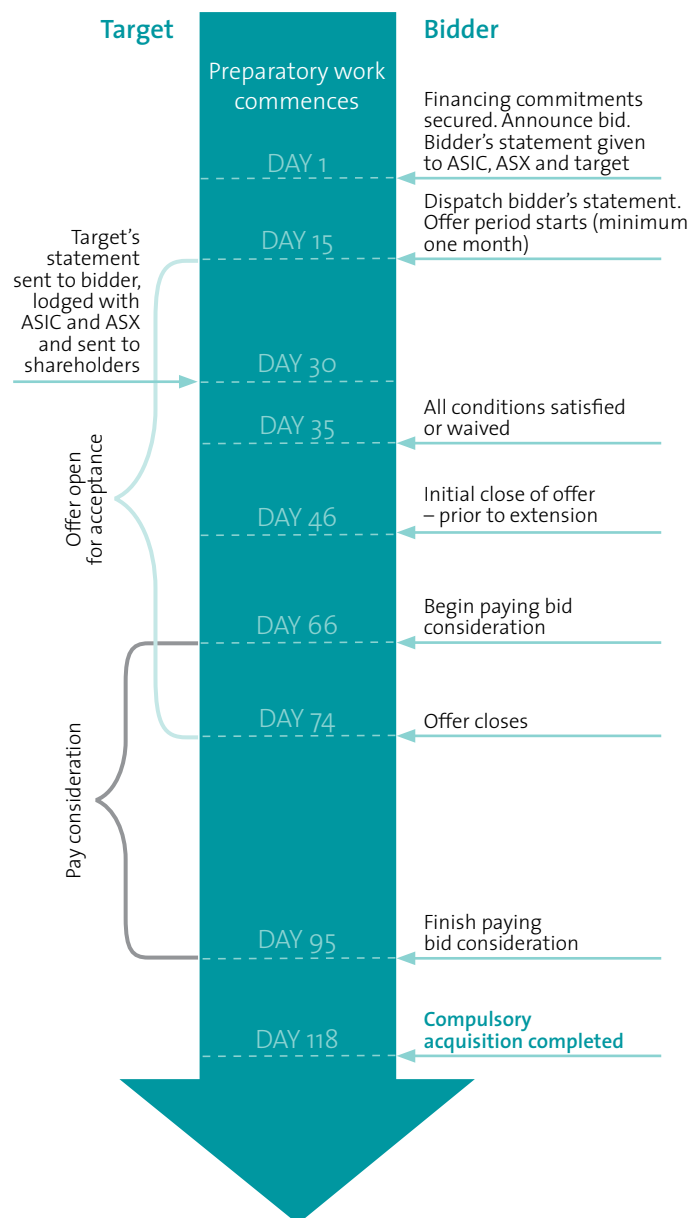 Target
Bidder
Preparatory work
commences
Financing commitments
secured. Announce bid.
Bidder’s statement given
to ASIC, ASX and target
DAY 1
Dispatch bidder’s statement.
Offer period starts (minimum
one month)
DAY 15
Target’s
statement
sent to bidder,
lodged with
ASIC and ASX
and sent to
shareholders
DAY 30
All conditions satisfied
or waived
DAY 35
Offer open
for acceptance
Initial close of offer
– prior to extension
DAY 46
Begin paying bid
consideration
DAY 66
DAY 74
Offer closes
Pay consideration
Finish paying
bid consideration
DAY 95
Compulsory
acquisition completed
DAY 118